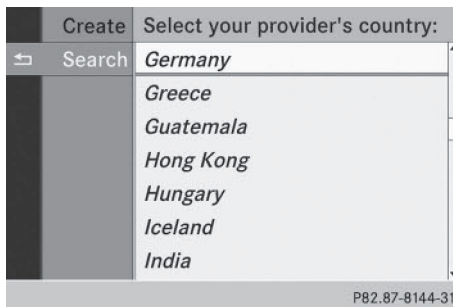 Create Select your provider's country:
Search Germany
Greece
Guatemala
Hong Kong
Hungary
Iceland
India
P82.87-8144-31